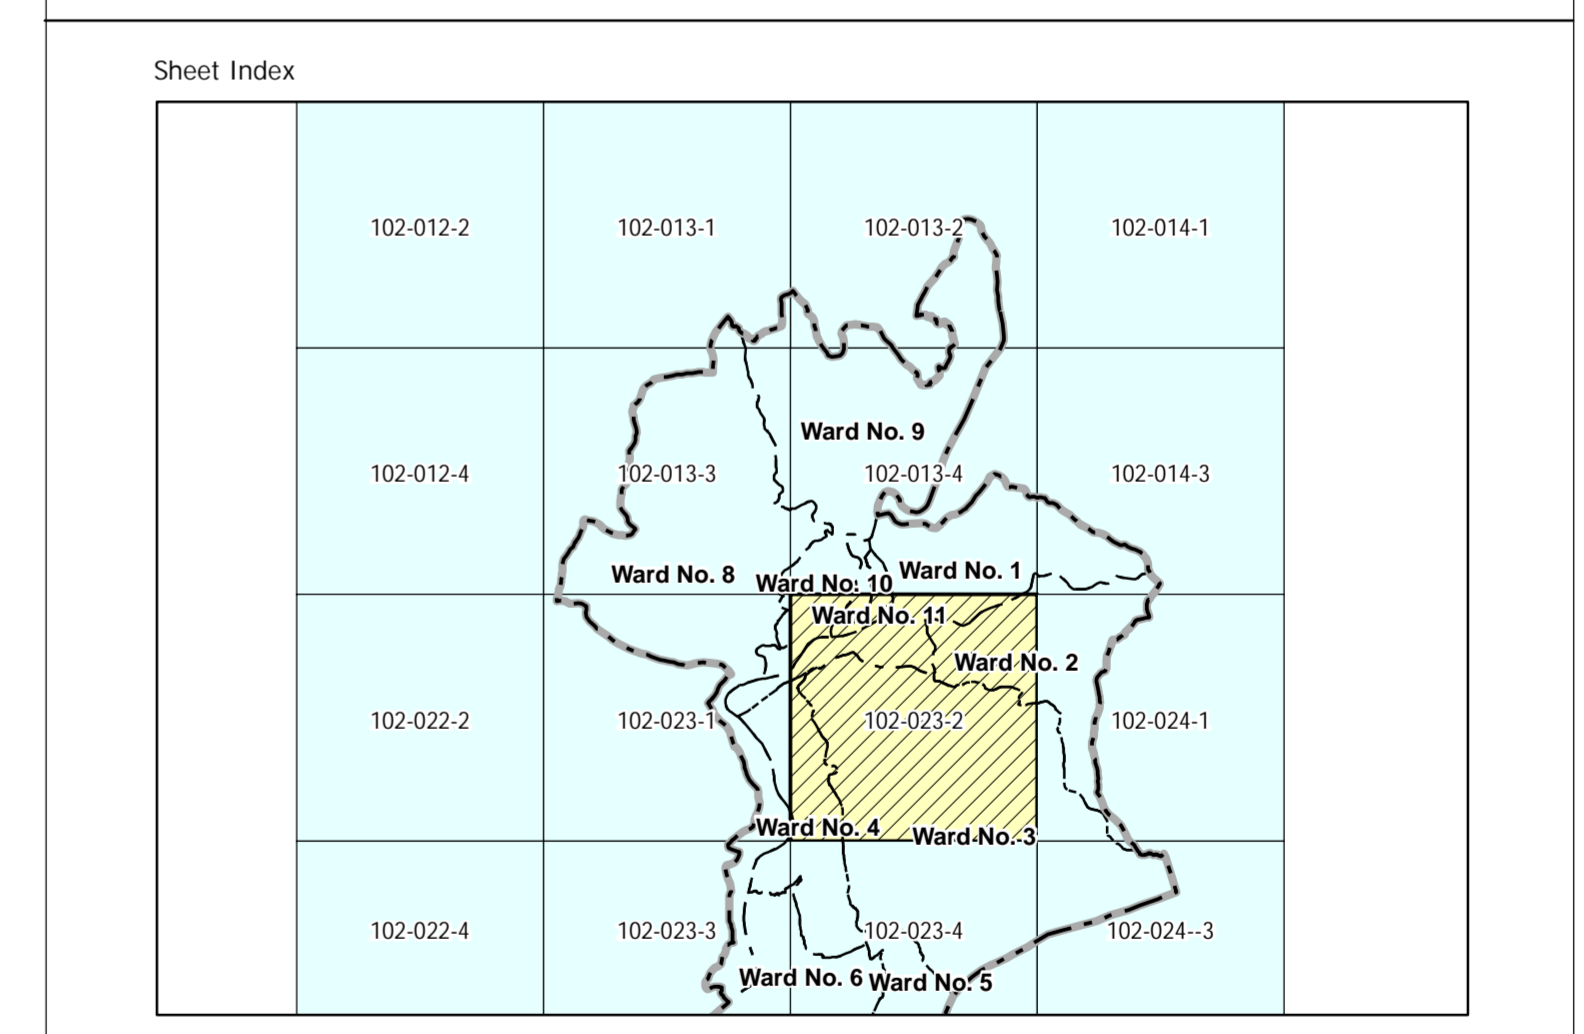 Sheet Index
102-012-2
102-013-1
102-013-2
102-014-1
Ward No. 9
102-012-4
102-013-3
102-013-4
102-014-3
Ward No. 8
Ward No. 10
Ward No. 1
Ward No. 11
Ward No. 2
102-022-2
102-023-1
102-023-2
102-024-1
Ward No. 4
Ward No. 3
102-022-4
102-023-3
102-023-4
102-024--3
Ward No. 6
Ward No. 5